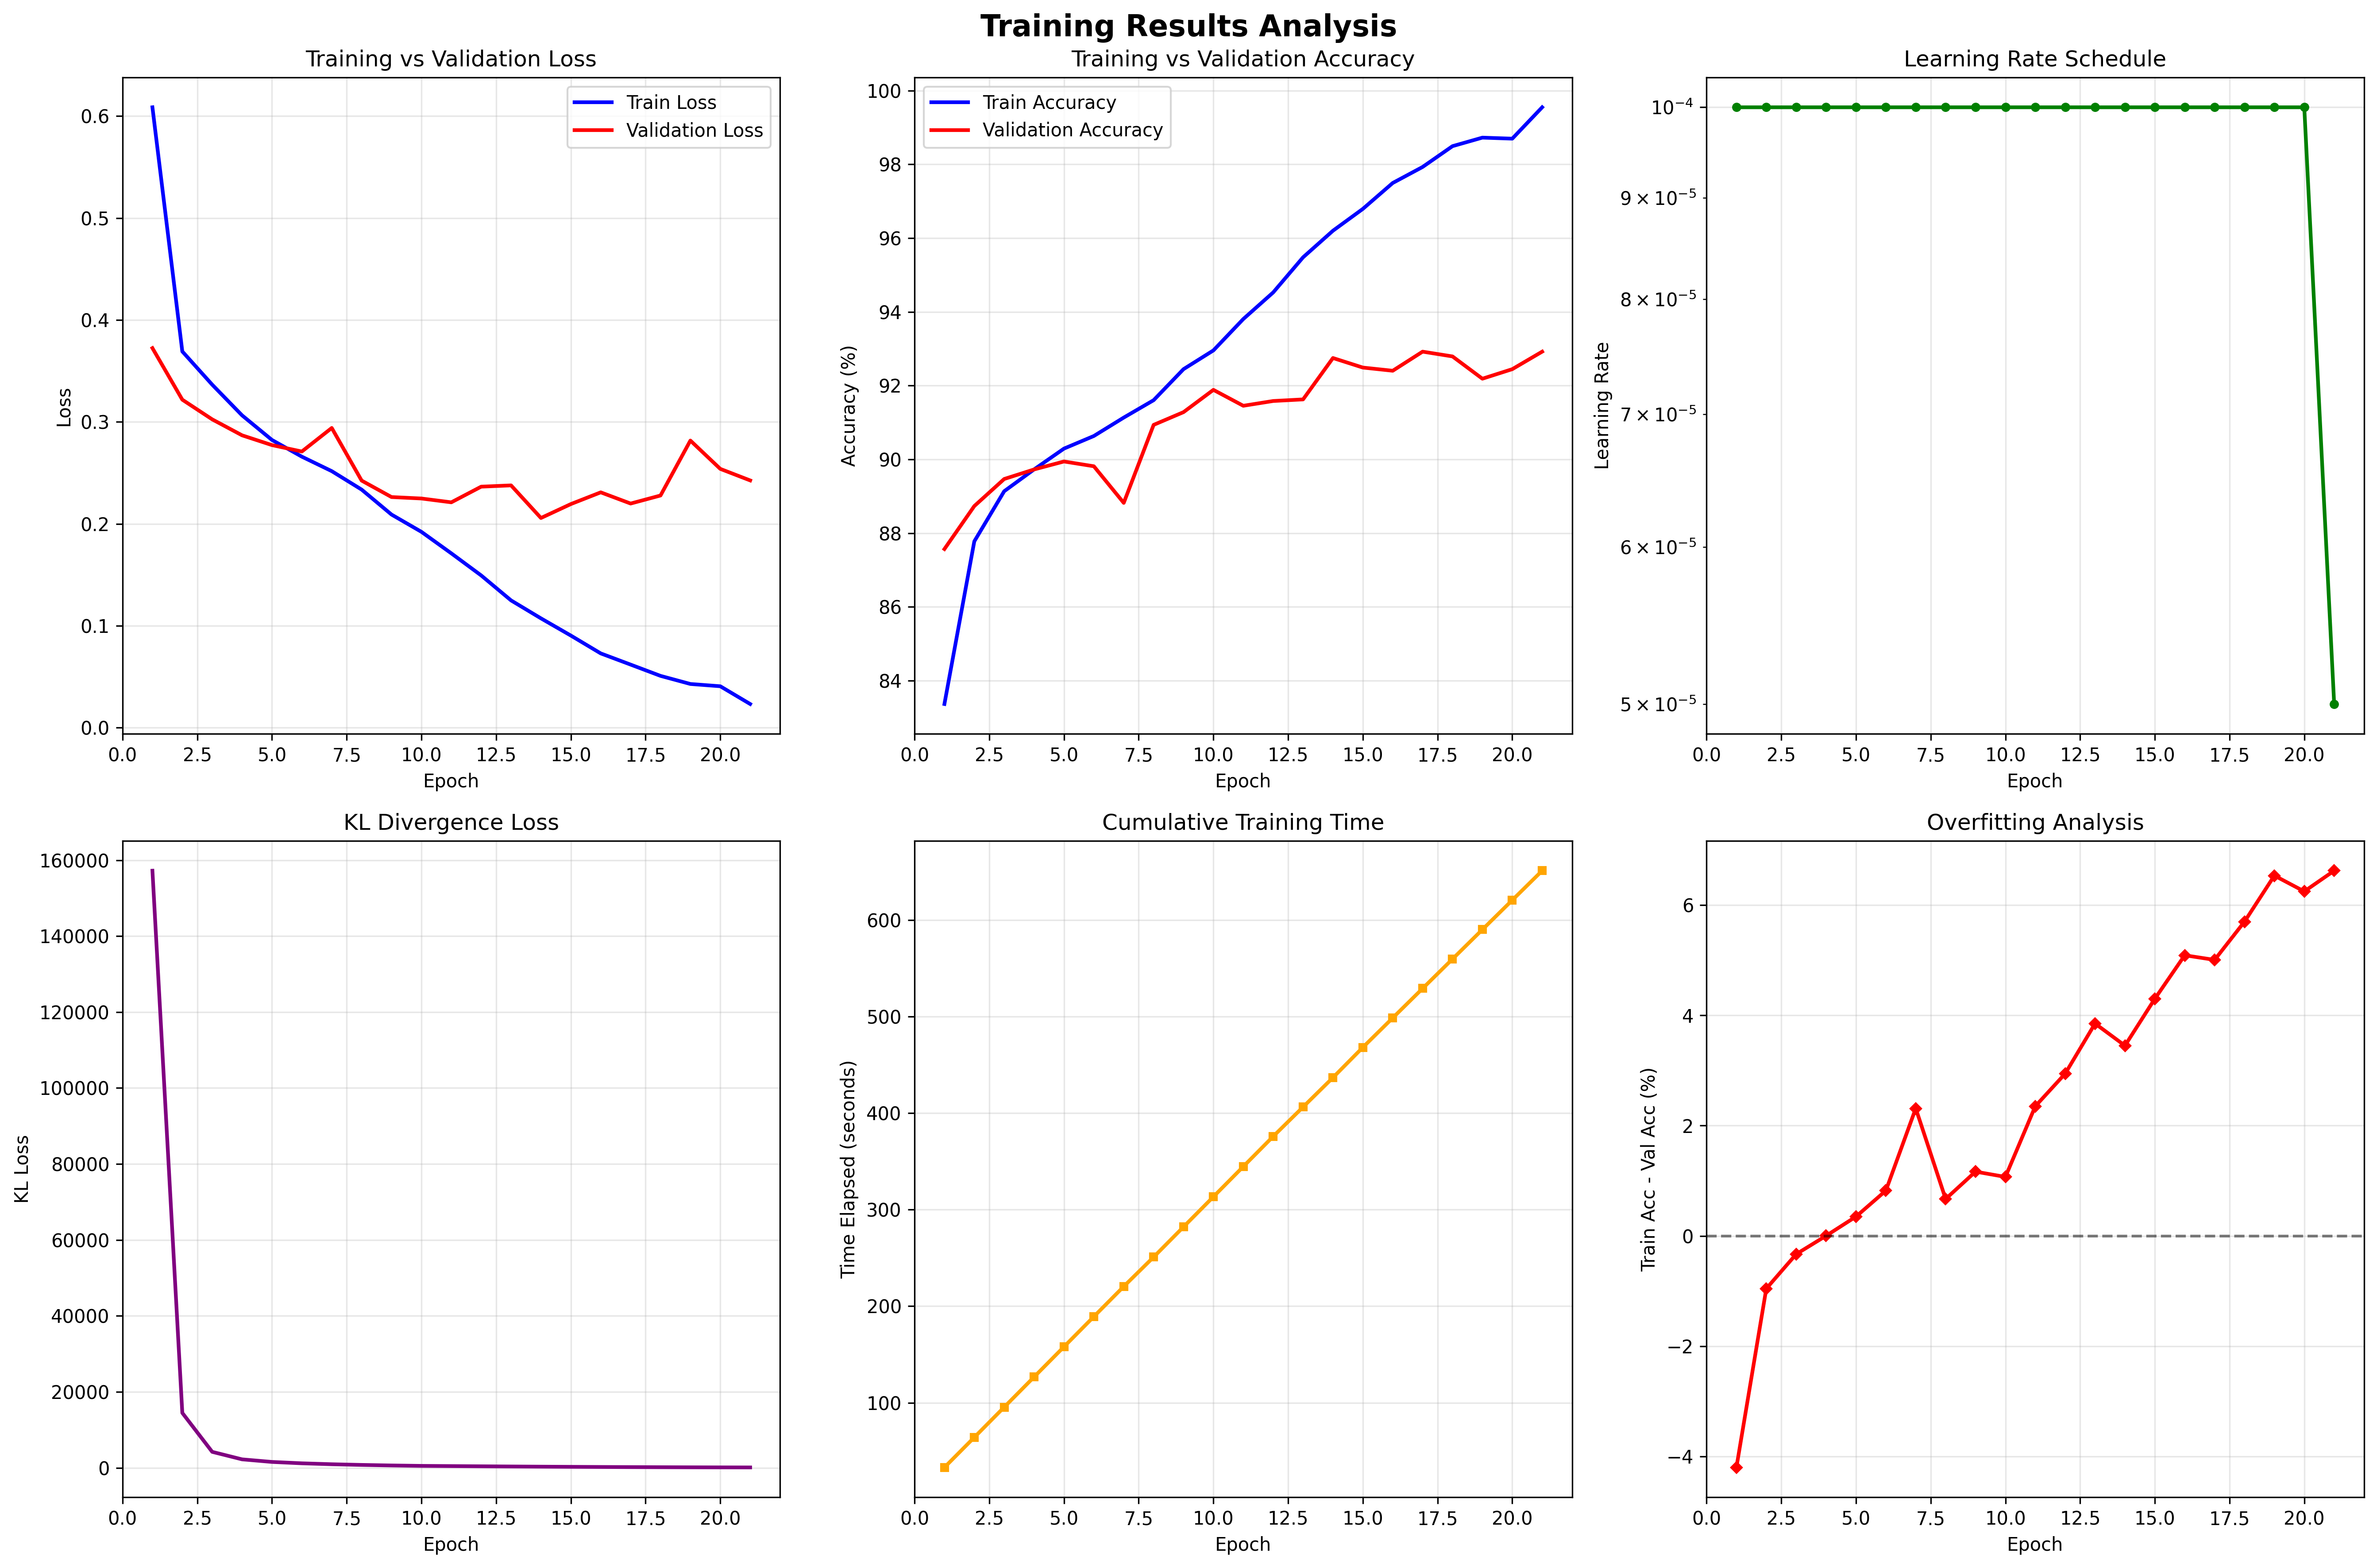 Training Results Analysis
Training vs Validation Loss
Train Loss
Validation Loss
Loss
0.6
0.5
0.4
0.3
0.2
0.1
0.0
0.0 2.5 5.0 7.5 10.0 12.5 15.0 17.5 20.0
Epoch
Training vs Validation Accuracy
Train Accuracy
Validation Accuracy
Accuracy (%)
100
98
96
94
92
90
88
86
84
0.0 2.5 5.0 7.5 10.0 12.5 15.0 17.5 20.0
Epoch
Learning Rate Schedule
Learning Rate
10⁻⁴
9 × 10⁻⁵
8 × 10⁻⁵
7 × 10⁻⁵
6 × 10⁻⁵
5 × 10⁻⁵
0.0 2.5 5.0 7.5 10.0 12.5 15.0 17.5 20.0
Epoch
KL Divergence Loss
KL Loss
160000
140000
120000
100000
80000
60000
40000
20000
0
0.0 2.5 5.0 7.5 10.0 12.5 15.0 17.5 20.0
Epoch
Cumulative Training Time
Time Elapsed (seconds)
600
500
400
300
200
100
0.0 2.5 5.0 7.5 10.0 12.5 15.0 17.5 20.0
Epoch
Overfitting Analysis
Train Acc - Val Acc (%)
6
4
2
0
−2
−4
0.0 2.5 5.0 7.5 10.0 12.5 15.0 17.5 20.0
Epoch